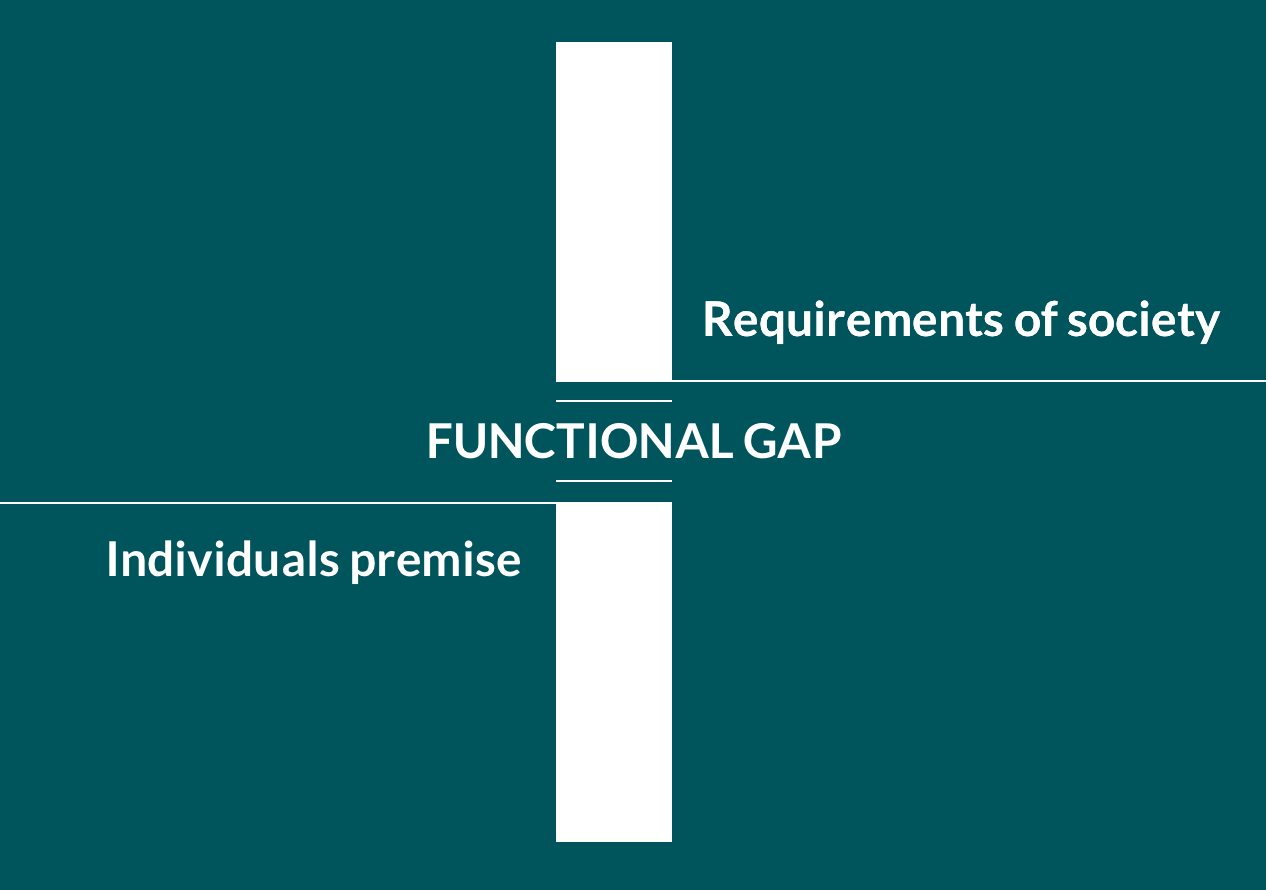 Requirements of society
FUNCTIONAL GAP
Individuals premise